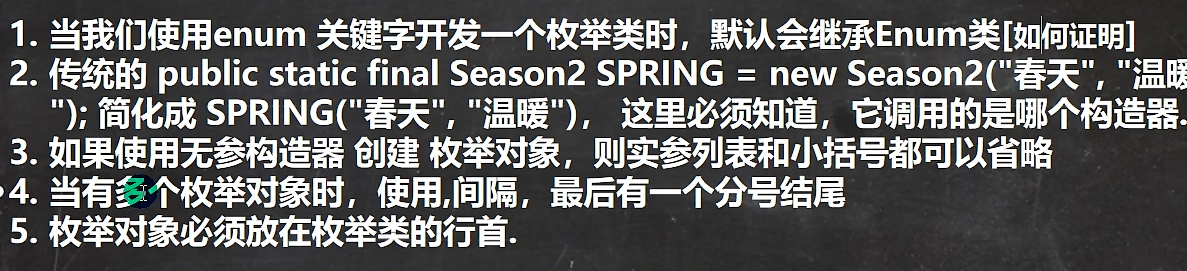 1. 当我们使用enum 关键字开发一个枚举类时，默认会继承Enum类[如何证明]
2. 传统的 public static final Season2 SPRING = new Season2("春天", "温暖
"); 简化成 SPRING("春天", "温暖")， 这里必须知道，它调用的是哪个构造器.
3. 如果使用无参构造器 创建 枚举对象，则实参列表和小括号都可以省略
4. 当有多个枚举对象时，使用,间隔，最后有一个分号结尾
5. 枚举对象必须放在枚举类的行首.